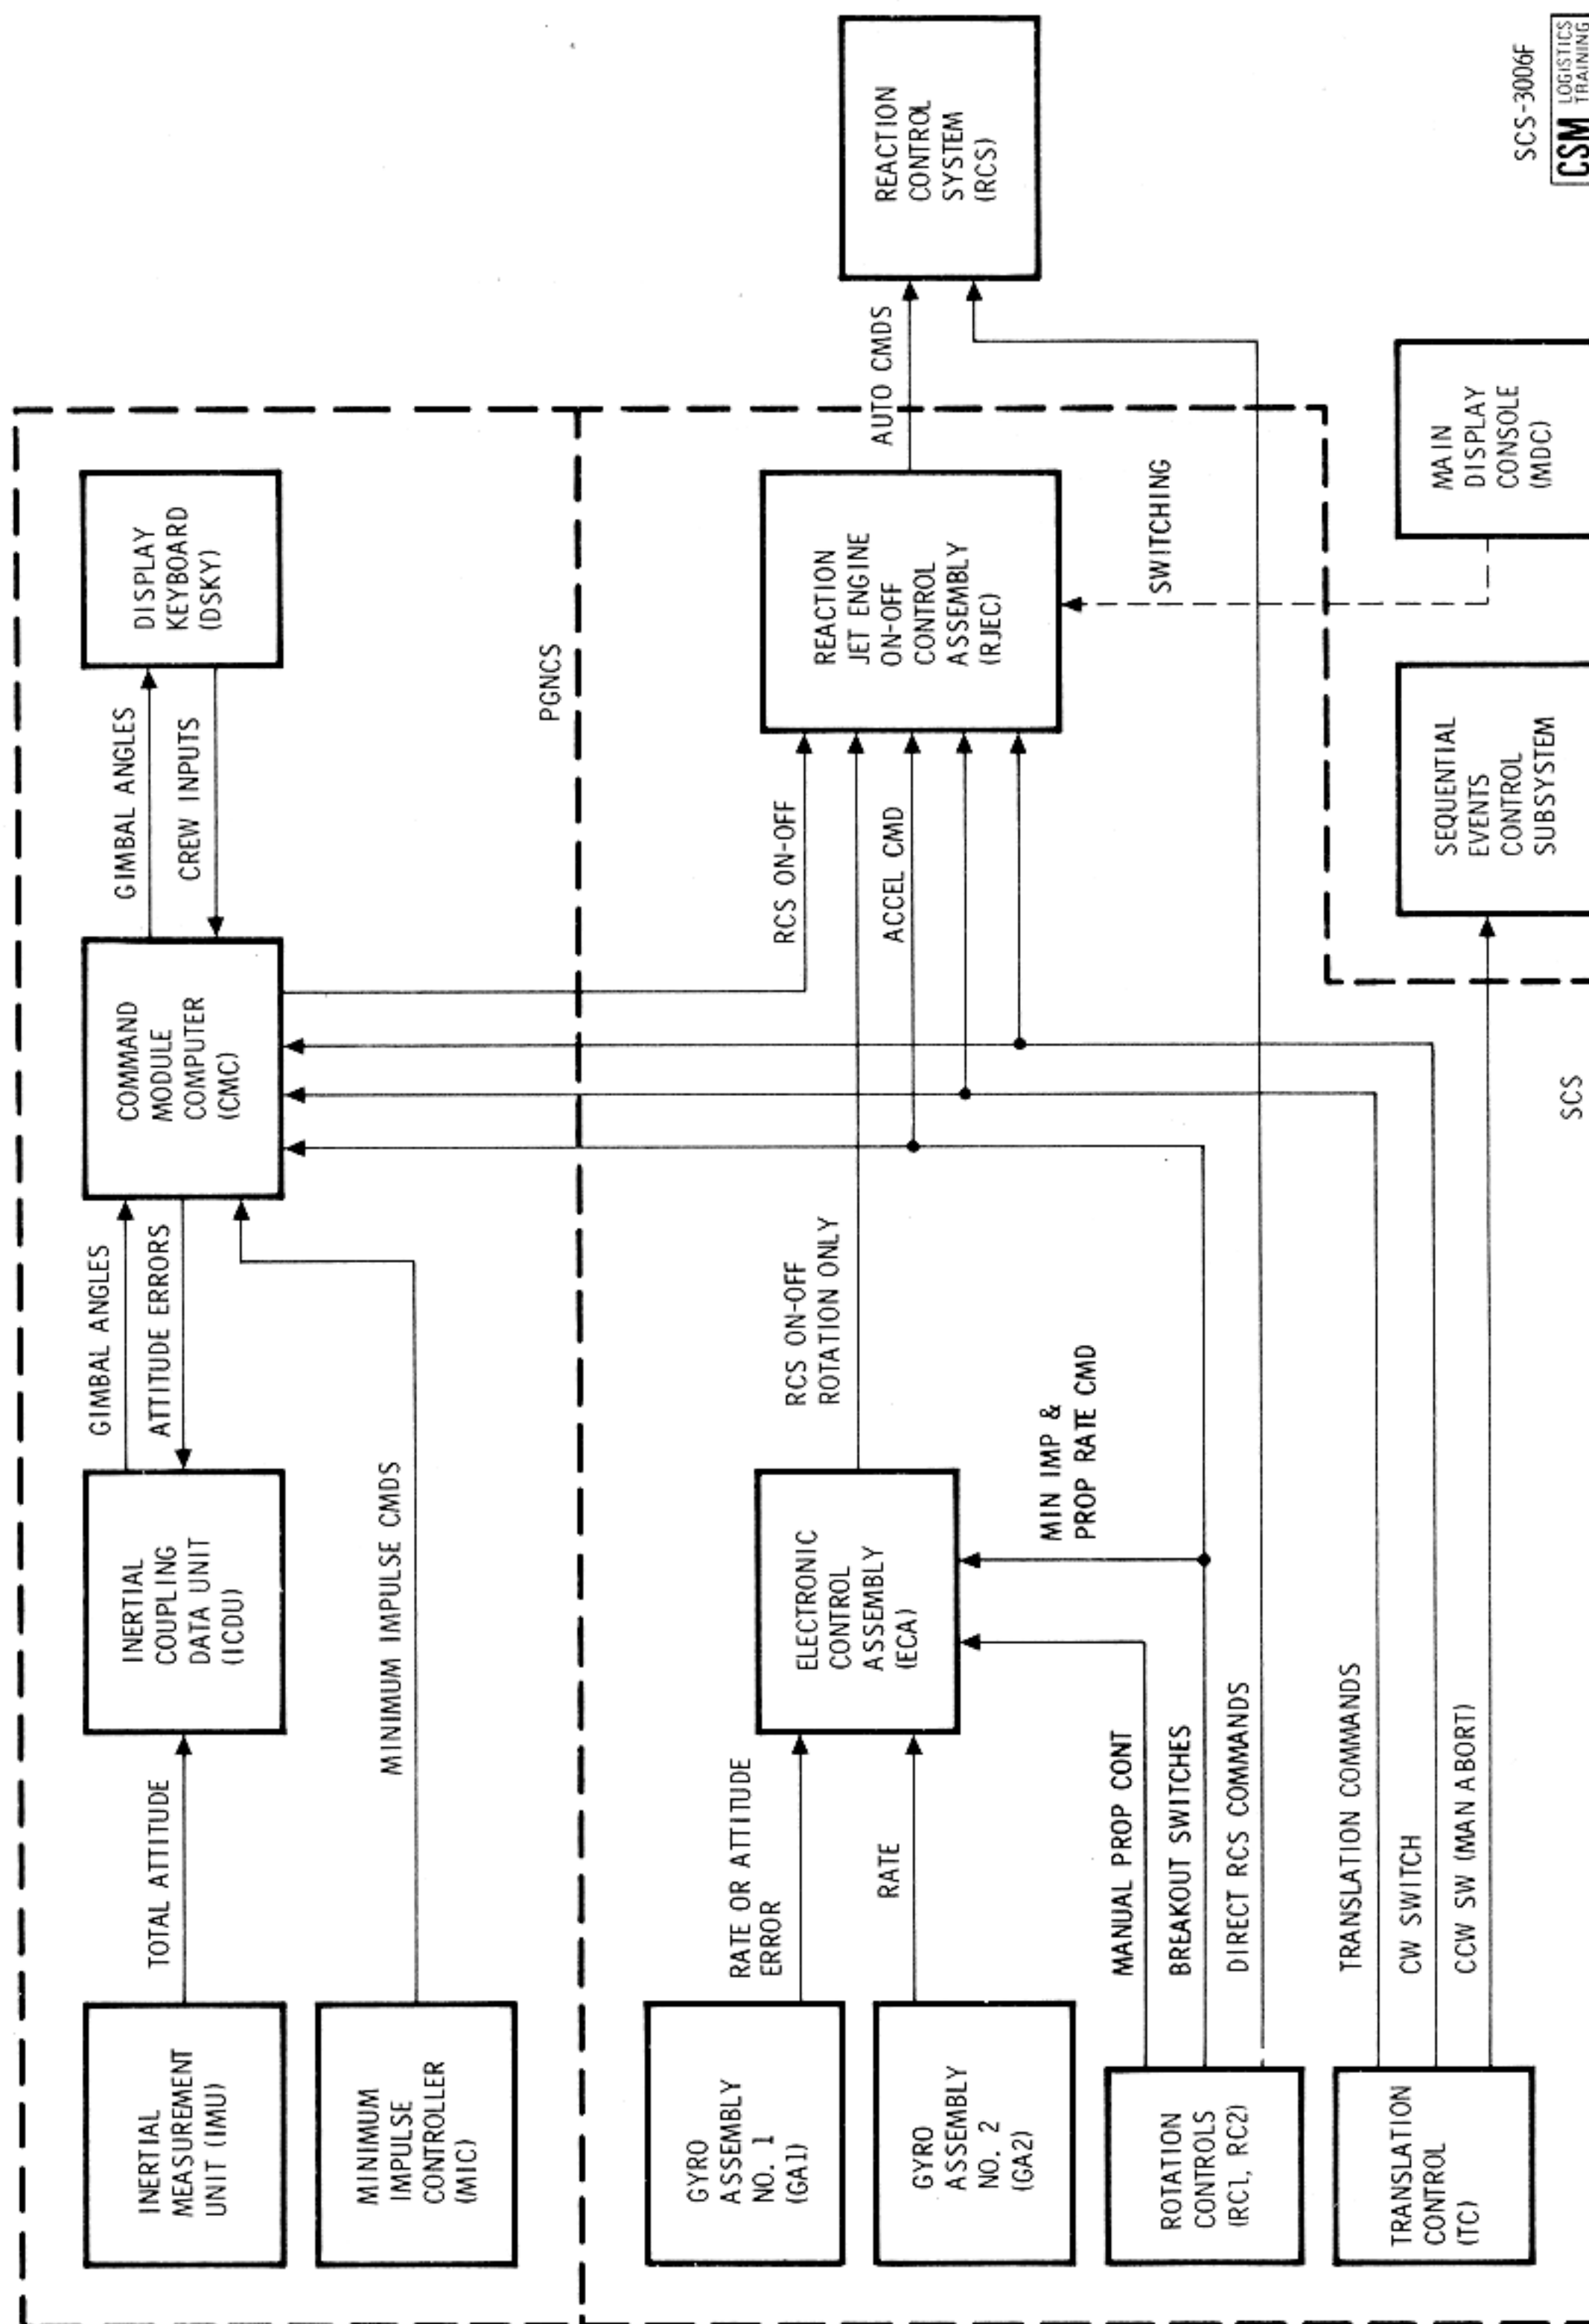 INERTIAL
MEASUREMENT
UNIT (IMU)
TOTAL ATTITUDE
INERTIAL
COUPLING
DATA UNIT
(ICDU)
GIMBAL ANGLES
ATTITUDE ERRORS
COMMAND
MODULE
COMPUTER
(CMC)
GIMBAL ANGLES
CREW INPUTS
DISPLAY
KEYBOARD
(DSKY)
MINIMUM
IMPULSE
CONTROLLER
(MIC)
MINIMUM IMPULSE CMDS
PGNCS
GYRO
ASSEMBLY
NO. 1
(GA1)
RATE OR ATTITUDE
ERROR
GYRO
ASSEMBLY
NO. 2
(GA2)
RATE
ELECTRONIC
CONTROL
ASSEMBLY
(ECA)
RCS ON-OFF
ROTATION ONLY
MIN IMP &
PROP RATE CMD
RCS ON-OFF
ACCEL CMD
REACTION
JET ENGINE
ON-OFF
CONTROL
ASSEMBLY
(RJEC)
AUTO CMDS
REACTION
CONTROL
SYSTEM
(RCS)
SWITCHING
ROTATION
CONTROLS
(RC1, RC2)
MANUAL PROP CONT
BREAKOUT SWITCHES
DIRECT RCS COMMANDS
TRANSLATION
CONTROL
(TC)
TRANSLATION COMMANDS
CW SWITCH
CCW SW (MAN ABORT)
SEQUENTIAL
EVENTS
CONTROL
SUBSYSTEM
MAIN
DISPLAY
CONSOLE
(MDC)
SCS
SCS-3006F
CSM LOGISTICS
TRAINING